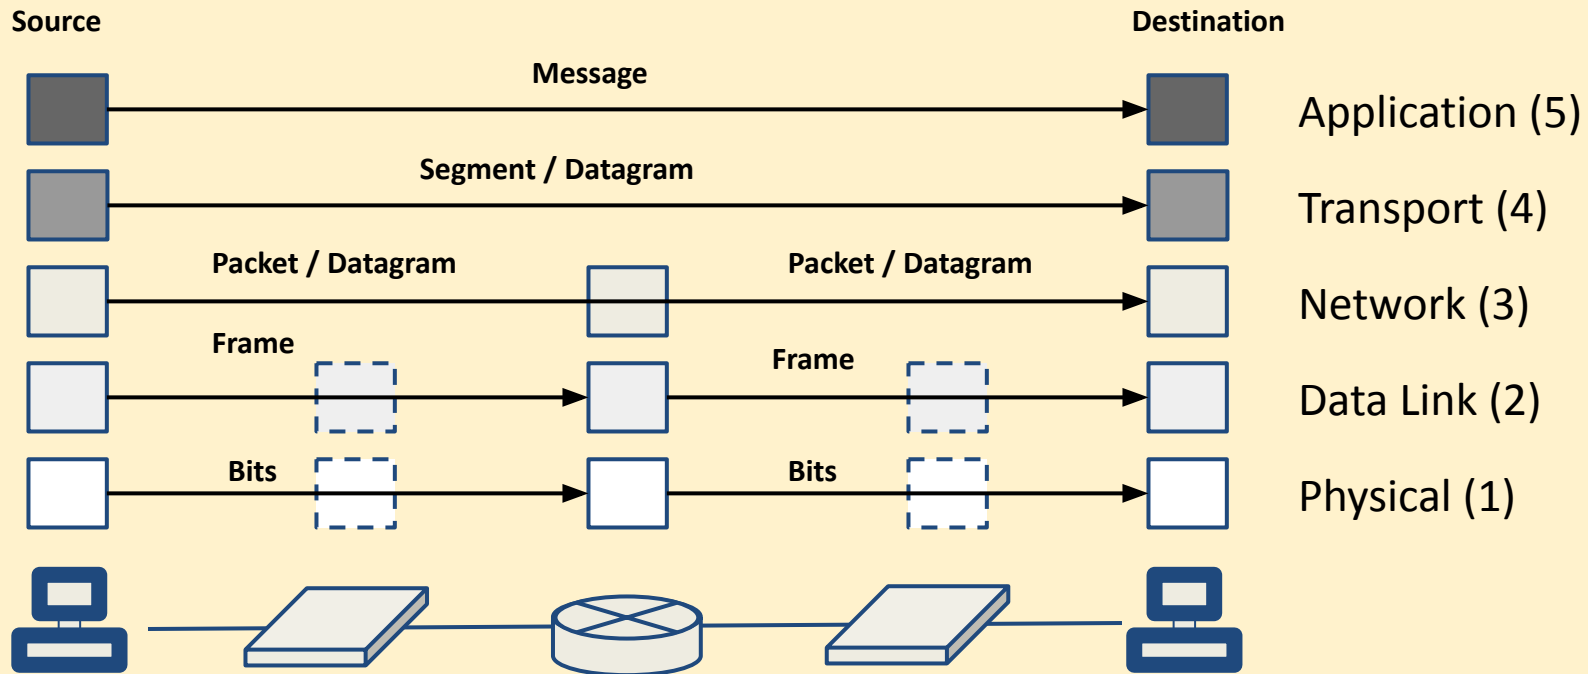 Source
Destination
Message
Application (5)
Segment / Datagram
Transport (4)
Packet / Datagram
Packet / Datagram
Network (3)
Frame
Frame
Data Link (2)
Bits
Bits
Physical (1)